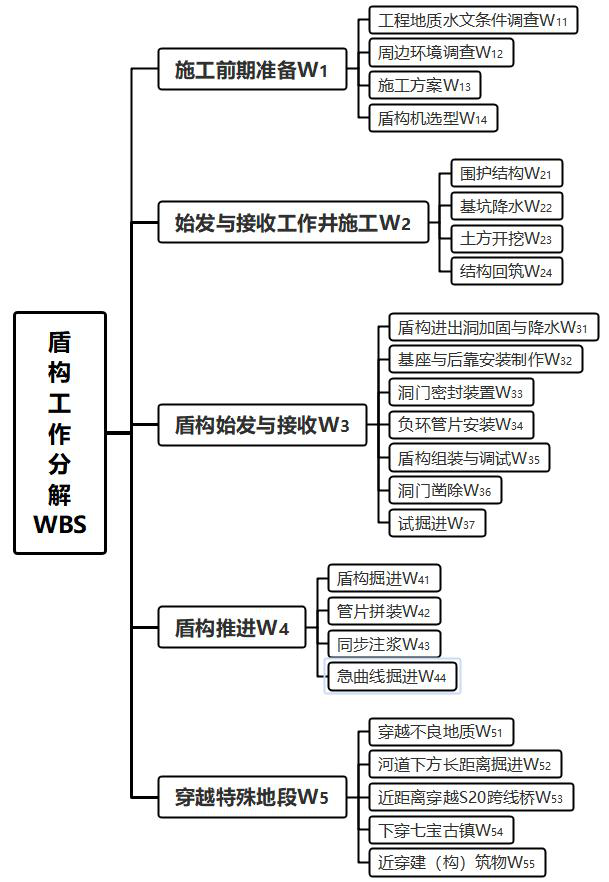 盾
构
工
作
分
解
WBS
施工前期准备W1
工程地质水文条件调查W11
周边环境调查W12
施工方案W13
盾构机选型W14
始发与接收工作井施工W2
围护结构W21
基坑降水W22
土方开挖W23
结构回筑W24
盾构始发与接收W3
盾构进出洞加固与降水W31
基座与后靠安装制作W32
洞门密封装置W33
负环管片安装W34
盾构组装与调试W35
洞门凿除W36
试掘进W37
盾构推进W4
盾构掘进W41
管片拼装W42
同步注浆W43
急曲线掘进W44
穿越特殊地段W5
穿越不良地质W51
河道下方长距离掘进W52
近距离穿越S20跨线桥W53
下穿七宝古镇W54
近穿建（构）筑物W55